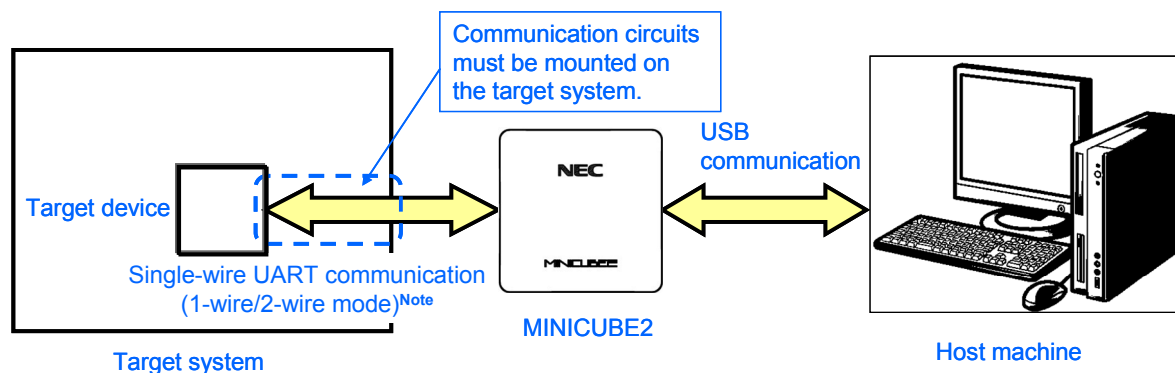 Communication circuits
must be mounted on
the target system.
USB
communication
NEC
Target device
Single-wire UART communication
(1-wire/2-wire mode)Note
MINICUBE2
MINICUBE2
Target system
Host machine